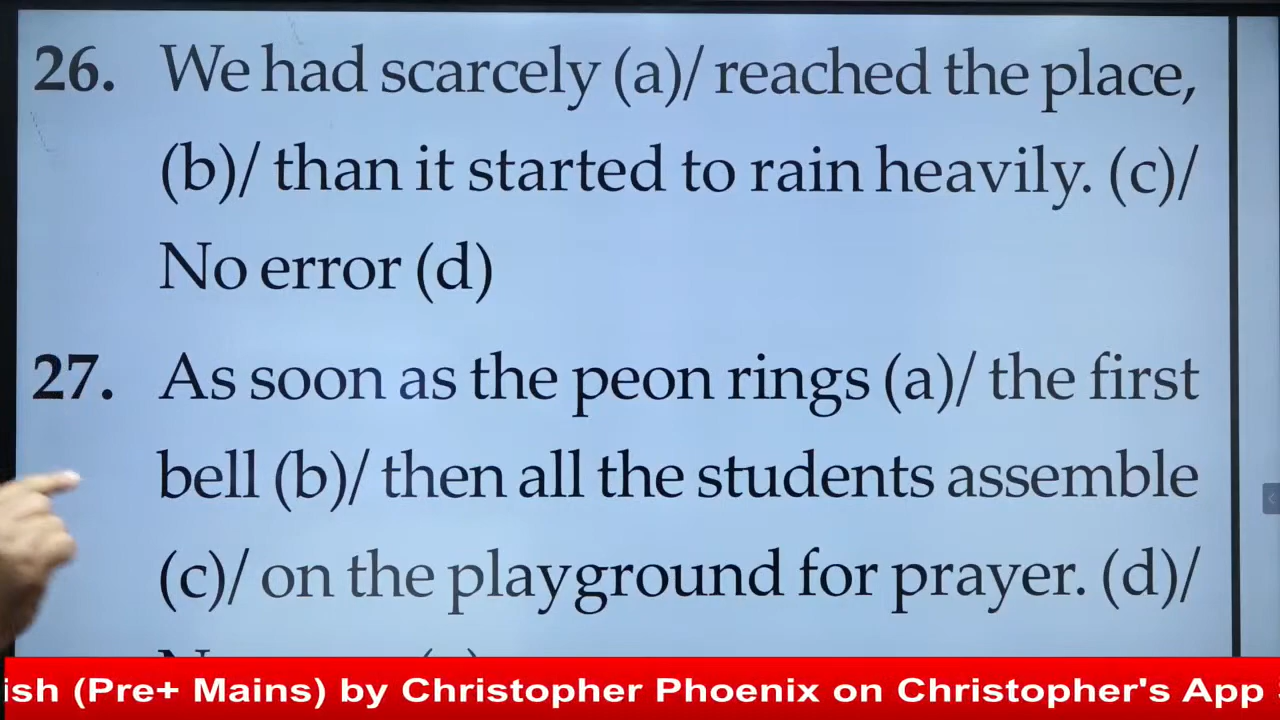 26. We had scarcely (a)/ reached the place,
(b)/ than it started to rain heavily. (c)/
No error (d)
27. As soon as the peon rings (a)/ the first
bell (b)/ then all the students assemble
(c)/ on the playground for prayer. (d)/
ish (Pre+ Mains) by Christopher Phoenix on Christopher's App